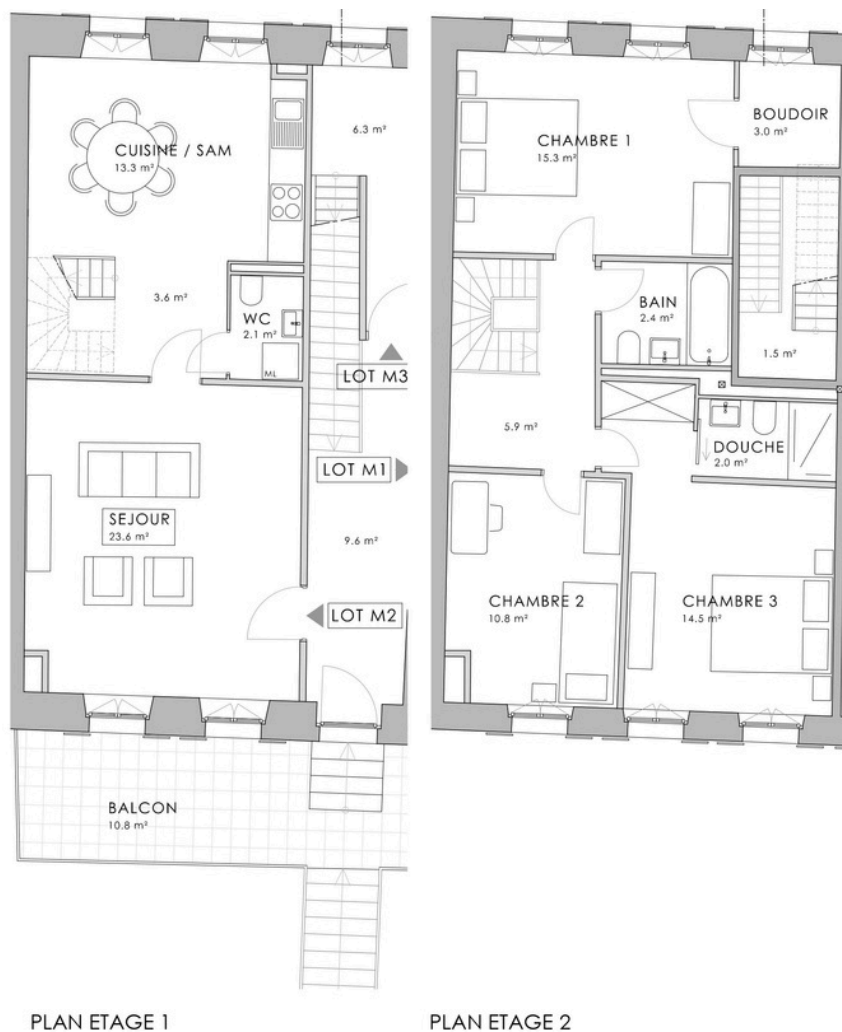 CUISINE / SAM
13.3 m²
6.3 m²
3.6 m²
WC
2.1 m²
ML
LOT M3
LOT M1
SEJOUR
23.6 m²
9.6 m²
LOT M2
BALCON
10.8 m²
PLAN ETAGE 1
CHAMBRE 1
15.3 m²
BOUDOIR
3.0 m²
BAIN
2.4 m²
1.5 m²
5.9 m²
DOUCHE
2.0 m²
CHAMBRE 2
10.8 m²
CHAMBRE 3
14.5 m²
PLAN ETAGE 2